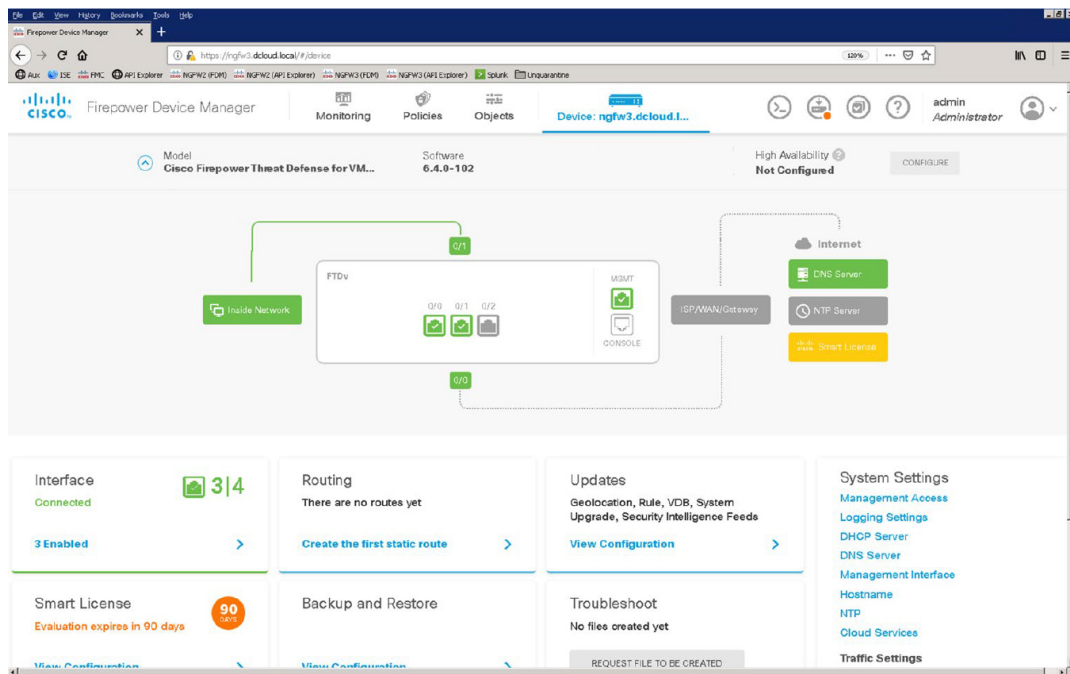 File Edit View History Bookmarks Tools Help
Firepower Device Manager
https://ngfw3.dcloud.local/#/device
120%
Aux ISE FMC API Explorer NGFW2 (FDM) NGFW2 (API Explorer) NGFW3 (FDM) NGFW3 (API Explorer) Splunk Unquarantine
CISCO. Firepower Device Manager
Monitoring Policies Objects Device: ngfw3.dcloud.l...
admin
Administrator
Model
Cisco Firepower Threat Defense for VM...
Software
6.4.0-102
High Availability
Not Configured
CONFIGURE
0/1
Internet
FTDv
MGMT
DNS Server
Inside Network
0/0 0/1 0/2
ISP/WAN/Gateway
NTP Server
CONSOLE
Smart License
0/0
Interface
3|4
Connected
3 Enabled
Routing
There are no routes yet
Create the first static route
Updates
Geolocation, Rule, VDB, System
Upgrade, Security Intelligence Feeds
View Configuration
System Settings
Management Access
Logging Settings
DHCP Server
DNS Server
Management Interface
Hostname
NTP
Cloud Services
Traffic Settings
Smart License
90
DAYS
Evaluation expires in 90 days
View Configuration
Backup and Restore
View Configuration
Troubleshoot
No files created yet
REQUEST FILE TO BE CREATED